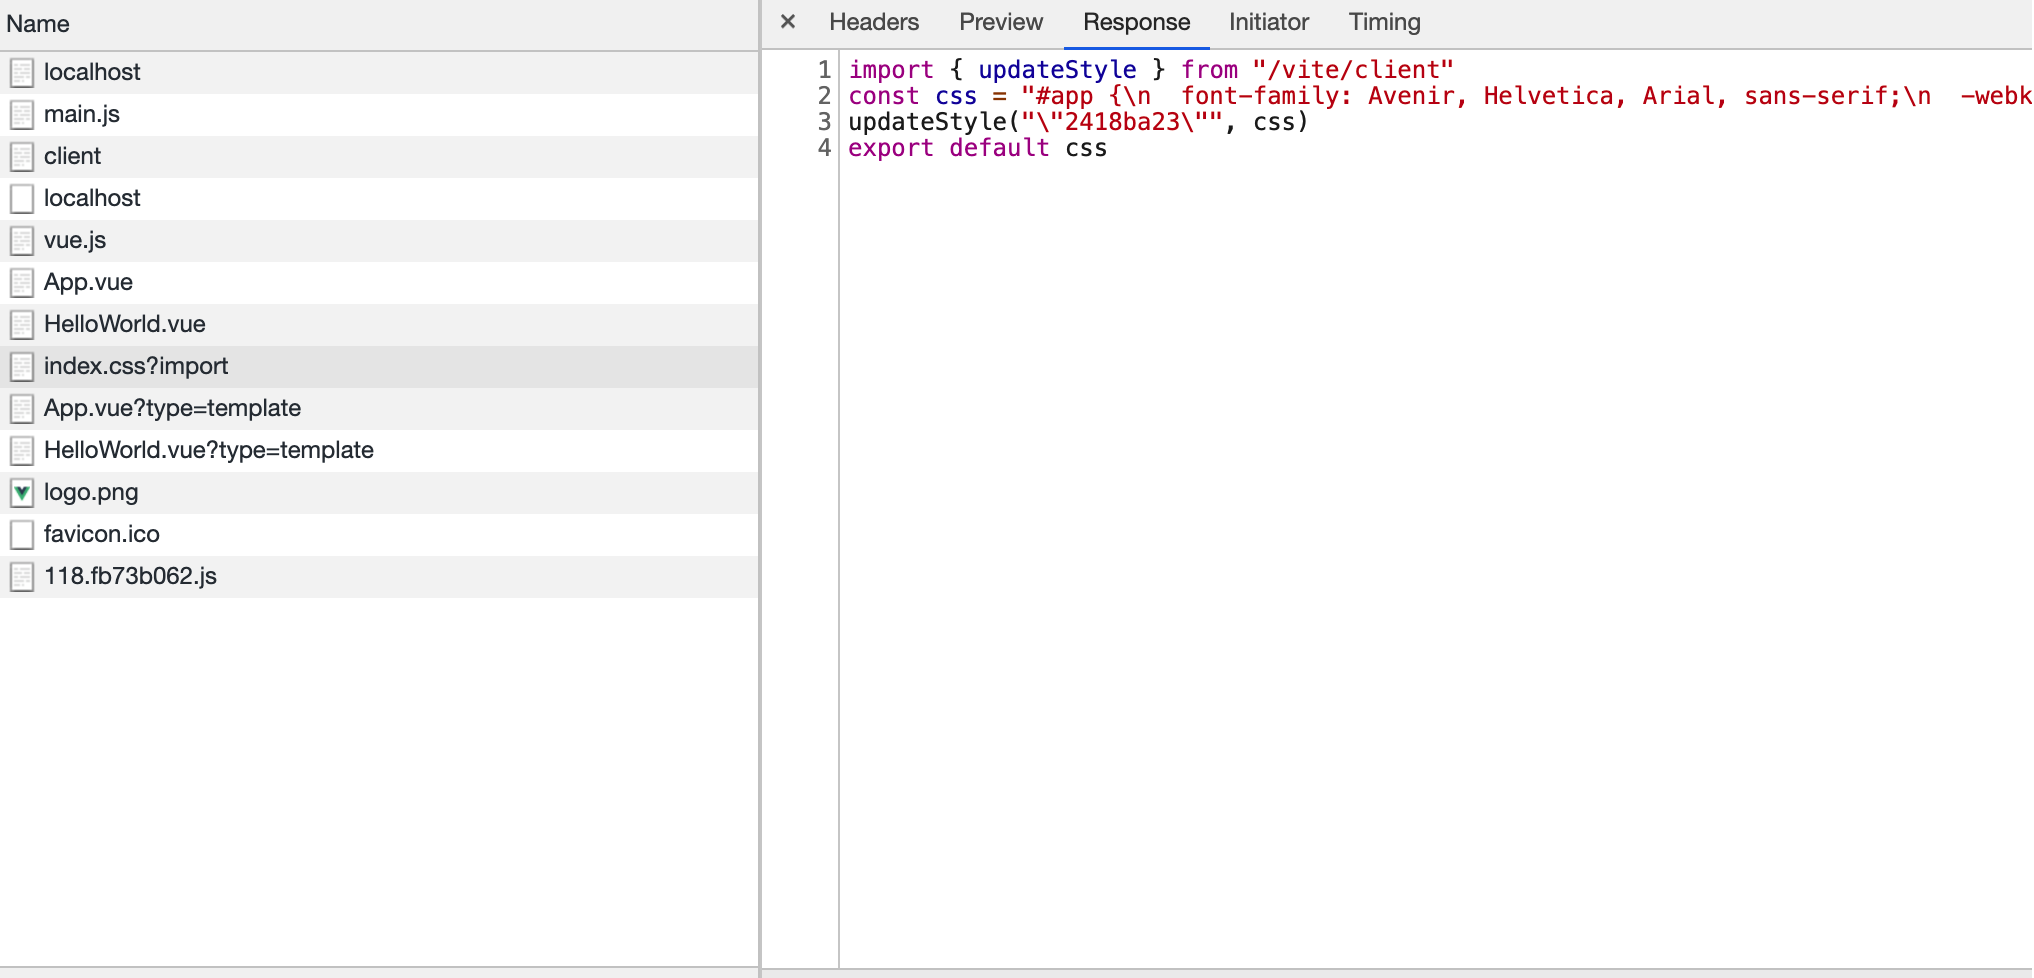 Name
localhost
main.js
client
localhost
vue.js
App.vue
HelloWorld.vue
index.css?import
App.vue?type=template
HelloWorld.vue?type=template
logo.png
favicon.ico
118.fb73b062.js
× Headers Preview Response Initiator Timing
1 import { updateStyle } from "/vite/client"
2 const css = "#app {\n  font-family: Avenir, Helvetica, Arial, sans-serif;\n  -webk
3 updateStyle("\"2418ba23\"", css)
4 export default css